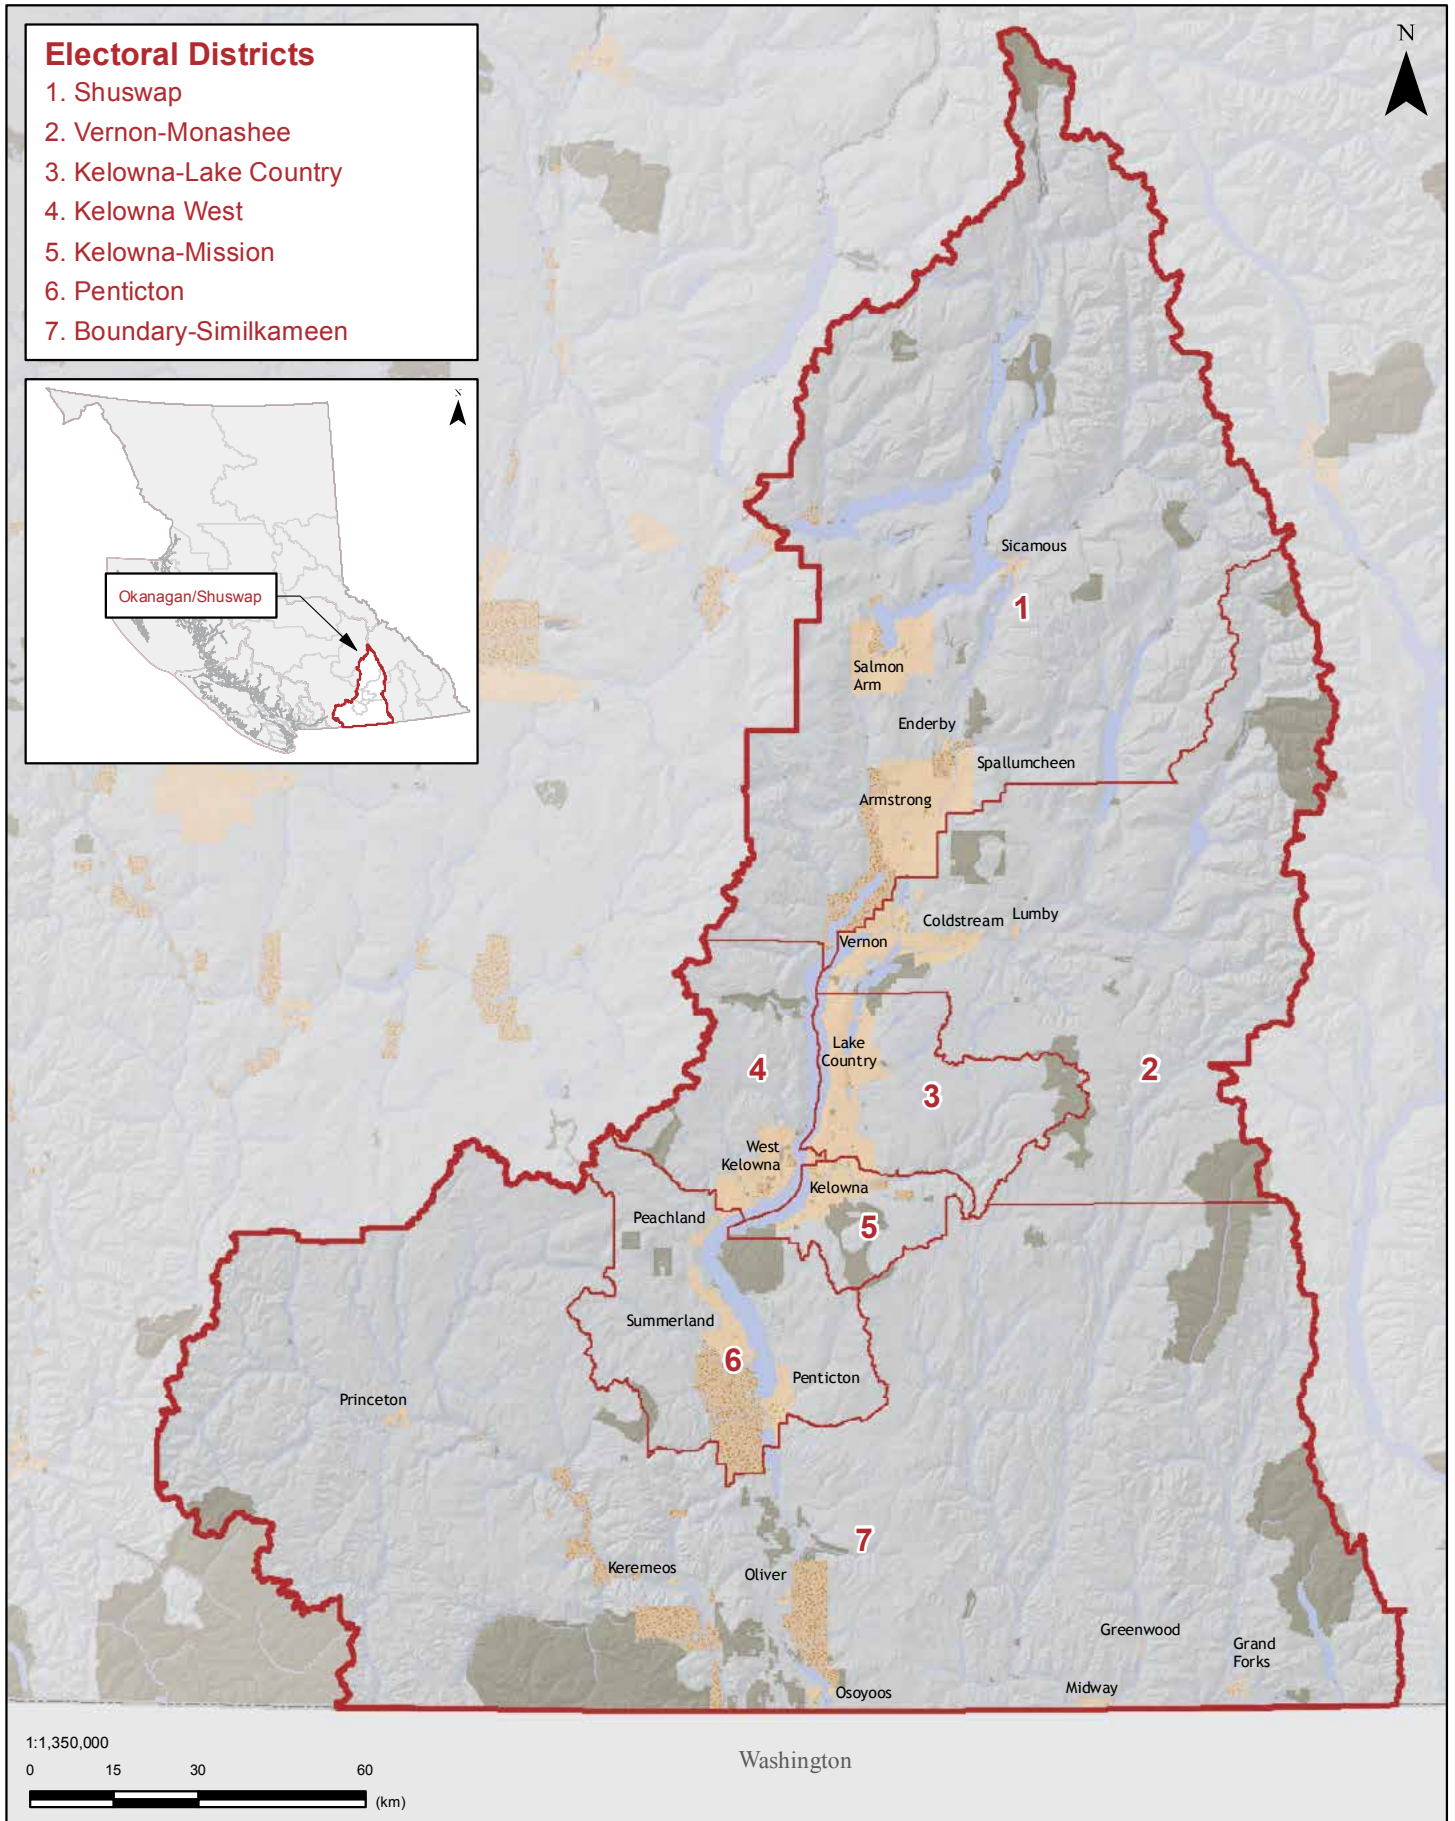 Electoral Districts
1. Shuswap
2. Vernon-Monashee
3. Kelowna-Lake Country
4. Kelowna West
5. Kelowna-Mission
6. Penticton
7. Boundary-Similkameen
N
N
Okanagan/Shuswap
Sicamous
1
Salmon
Arm
Enderby
Spallumcheen
Armstrong
Coldstream
Lumby
Vernon
Lake
Country
4
2
3
West
Kelowna
Kelowna
Peachland
5
Summerland
6
Penticton
Princeton
7
Keremeos
Oliver
Greenwood
Grand
Forks
Midway
Osoyoos
1:1,350,000
Washington
0 15 30 60
(km)